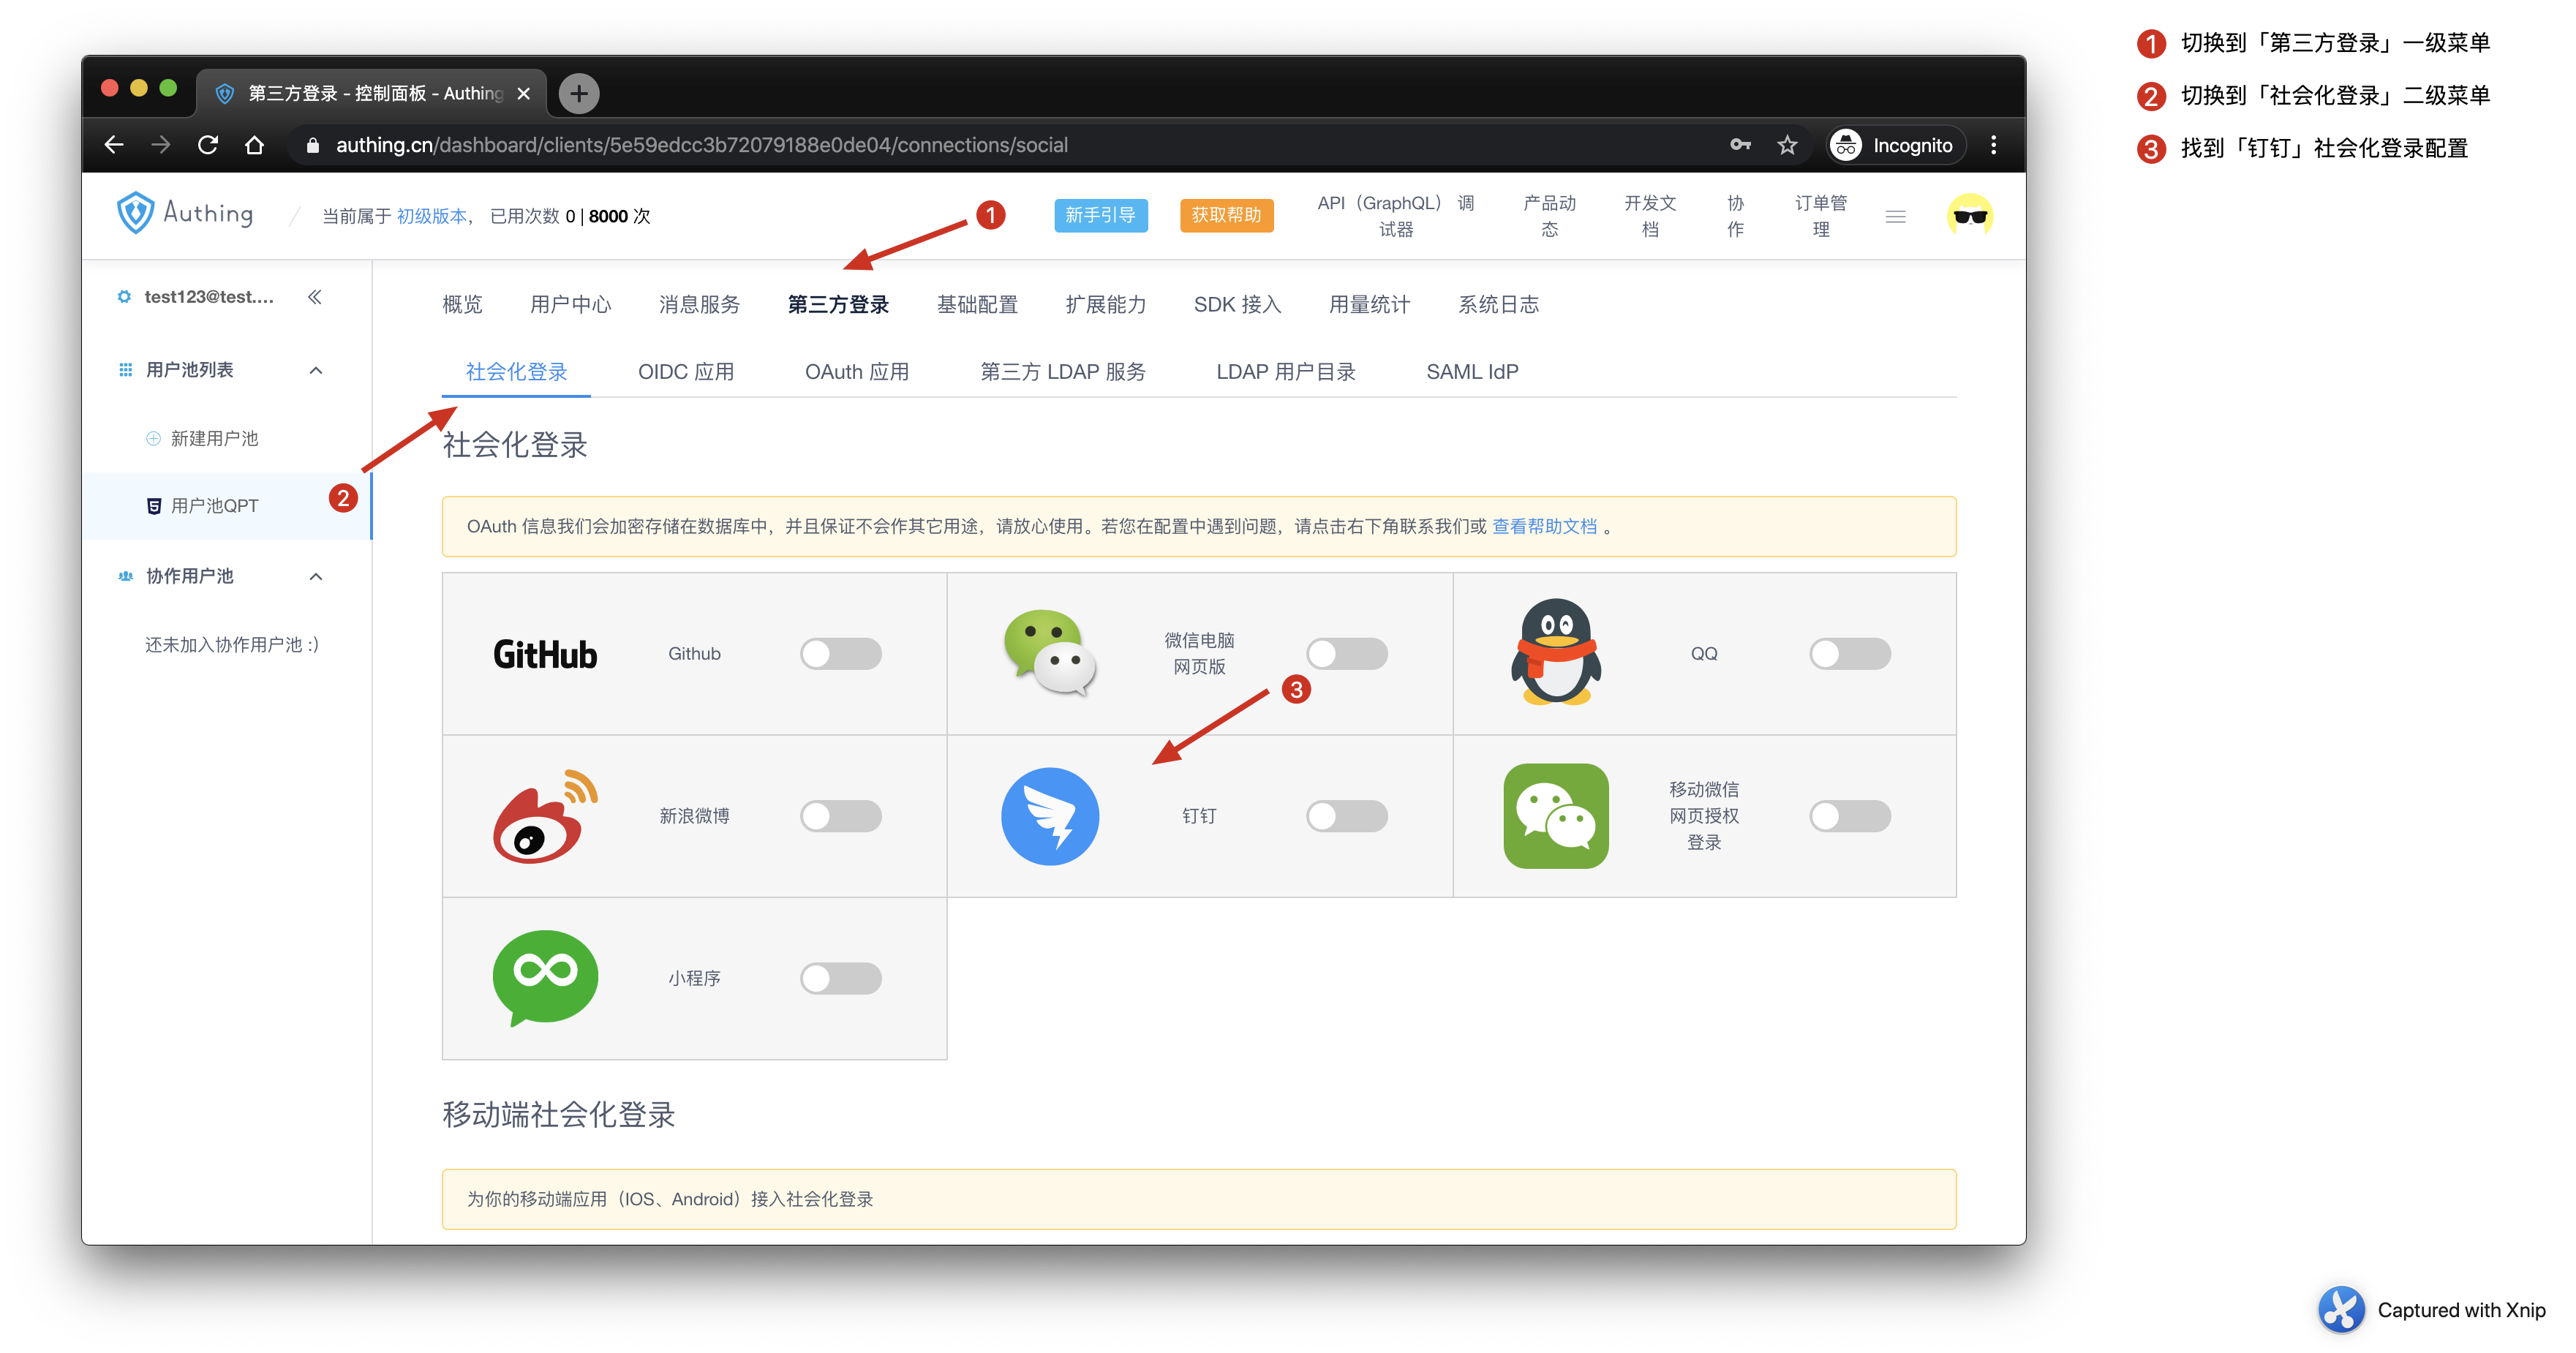 1 切换到「第三方登录」一级菜单
2 切换到「社会化登录」二级菜单
3 找到「钉钉」社会化登录配置
第三方登录 - 控制面板 - Authing
authing.cn/dashboard/clients/5e59edcc3b72079188e0de04/connections/social
Incognito
Authing
当前属于 初级版本， 已用次数 0 | 8000 次
1
新手引导
获取帮助
API（GraphQL） 调
试器
产品动
态
开发文
档
协
作
订单管
理
test123@test....
用户池列表
新建用户池
用户池QPT
2
协作用户池
还未加入协作用户池 :)
概览 用户中心 消息服务 第三方登录 基础配置 扩展能力 SDK 接入 用量统计 系统日志
社会化登录 OIDC 应用 OAuth 应用 第三方 LDAP 服务 LDAP 用户目录 SAML IdP
社会化登录
OAuth 信息我们会加密存储在数据库中，并且保证不会作其它用途，请放心使用。若您在配置中遇到问题，请点击右下角联系我们或 查看帮助文档 。
GitHub
Github
微信电脑
网页版
QQ
3
新浪微博
钉钉
移动微信
网页授权
登录
小程序
移动端社会化登录
为你的移动端应用（IOS、Android）接入社会化登录
Captured with Xnip